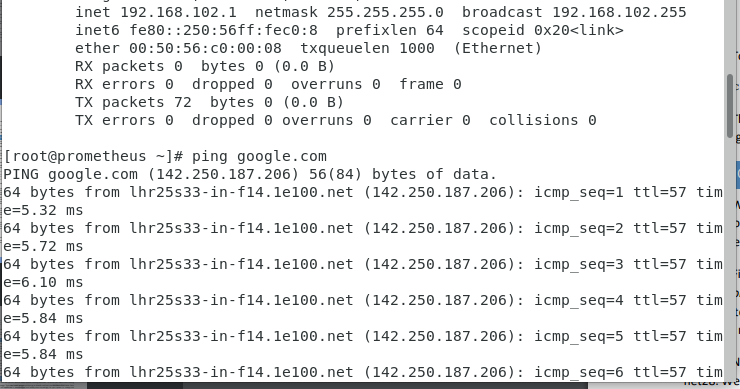 inet 192.168.102.1  netmask 255.255.255.0  broadcast 192.168.102.255
inet6 fe80::250:56ff:fec0:8  prefixlen 64  scopeid 0x20<link>
ether 00:50:56:c0:00:08  txqueuelen 1000  (Ethernet)
RX packets 0  bytes 0 (0.0 B)
RX errors 0  dropped 0  overruns 0  frame 0
TX packets 72  bytes 0 (0.0 B)
TX errors 0  dropped 0 overruns 0  carrier 0  collisions 0
[root@prometheus ~]# ping google.com
PING google.com (142.250.187.206) 56(84) bytes of data.
64 bytes from lhr25s33-in-f14.1e100.net (142.250.187.206): icmp_seq=1 ttl=57 tim
e=5.32 ms
64 bytes from lhr25s33-in-f14.1e100.net (142.250.187.206): icmp_seq=2 ttl=57 tim
e=5.72 ms
64 bytes from lhr25s33-in-f14.1e100.net (142.250.187.206): icmp_seq=3 ttl=57 tim
e=6.10 ms
64 bytes from lhr25s33-in-f14.1e100.net (142.250.187.206): icmp_seq=4 ttl=57 tim
e=5.84 ms
64 bytes from lhr25s33-in-f14.1e100.net (142.250.187.206): icmp_seq=5 ttl=57 tim
e=5.84 ms
64 bytes from lhr25s33-in-f14.1e100.net (142.250.187.206): icmp_seq=6 ttl=57 tim